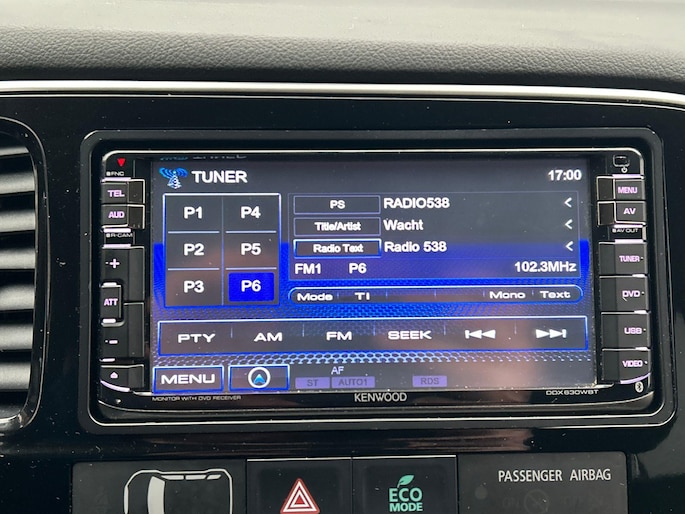 TUNER 17:00
FNC
TEL
AUD
R-CAM
+
ATT
-
P1 P4
P2 P5
P3 P6
PS RADIO538 <
Title/Artist Wacht <
Radio Text Radio 538 <
FM1 P6 102.3MHz
Mode TI Mono Text
PTY AM FM SEEK
MENU
AF
ST AUTO1 RDS
MENU
AV
AV OUT
TUNER
DVD
USB
VIDEO
MONITOR WITH DVD RECEIVER KENWOOD DDX630WBT
ECO
MODE
PASSENGER AIRBAG